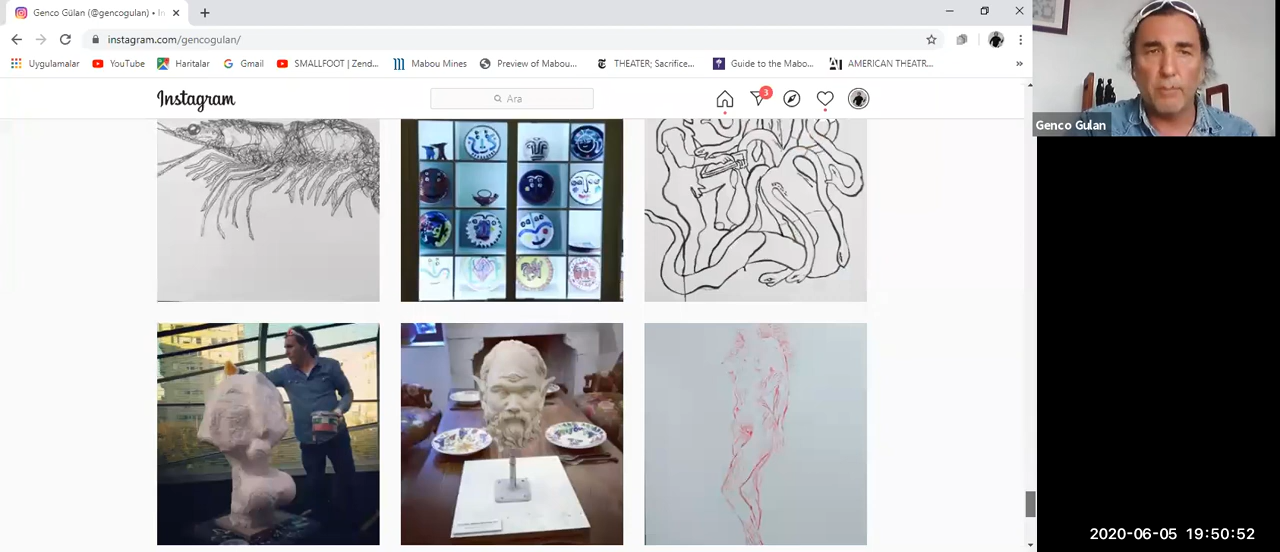 Genco Gülan (@gencogulan) • In
instagram.com/gencogulan/
Uygulamalar
YouTube
Haritalar
Gmail
SMALLFOOT | Zend...
Mabou Mines
Preview of Mabou...
THEATER; Sacrifice...
Guide to the Mabo...
AMERICAN THEATR...
»
Instagram
Ara
3
Genco Gulan
2020-06-05 19:50:52